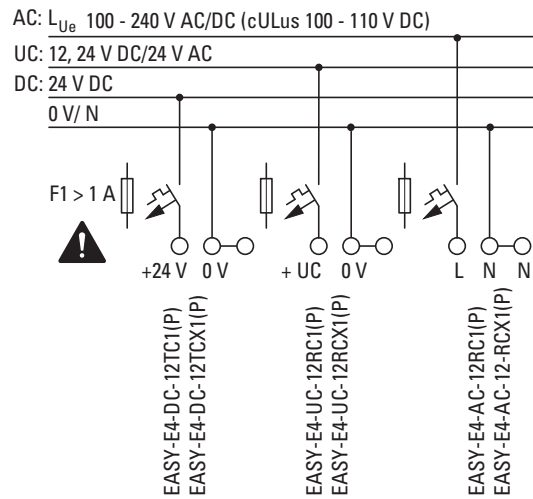 AC: LUe 100 - 240 V AC/DC (cULus 100 - 110 V DC)
UC: 12, 24 V DC/24 V AC
DC: 24 V DC
0 V/ N
F1 > 1 A
+24 V 0 V
+ UC 0 V
L N N
EASY-E4-DC-12TC1(P)
EASY-E4-DC-12TCX1(P)
EASY-E4-UC-12RC1(P)
EASY-E4-UC-12RCX1(P)
EASY-E4-AC-12RC1(P)
EASY-E4-AC-12-RCX1(P)